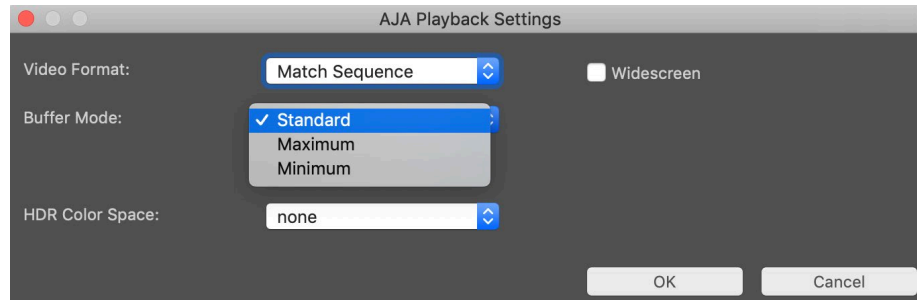 AJA Playback Settings
Video Format: Match Sequence Widescreen
Buffer Mode: ✓ Standard
Maximum
Minimum
HDR Color Space: none
OK Cancel